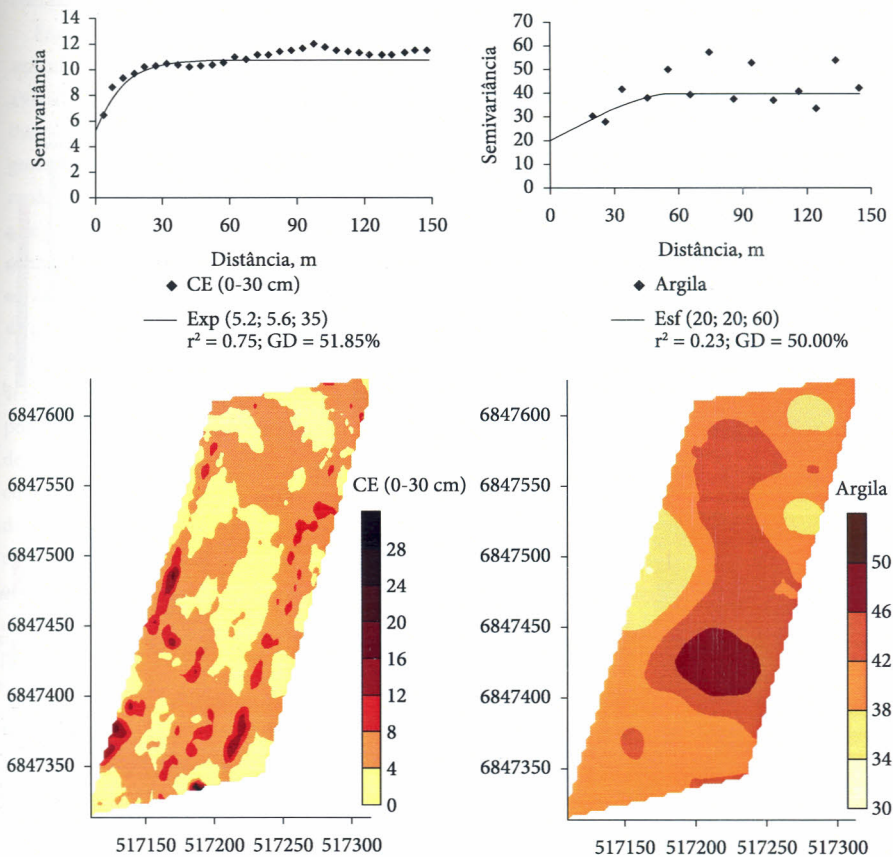 14
12
10
8
6
4
2
0
Semivariância
0 30 60 90 120 150
Distância, m
CE (0-30 cm)
Exp (5.2; 5.6; 35)
r² = 0.75; GD = 51.85%
70
60
50
40
30
20
10
0
Semivariância
0 30 60 90 120 150
Distância, m
Argila
Esf (20; 20; 60)
r² = 0.23; GD = 50.00%
6847600
6847550
6847500
6847450
6847400
6847350
517150 517200 517250 517300
CE (0-30 cm)
28
24
20
16
12
8
4
0
6847600
6847550
6847500
6847450
6847400
6847350
517150 517200 517250 517300
Argila
50
46
42
38
34
30